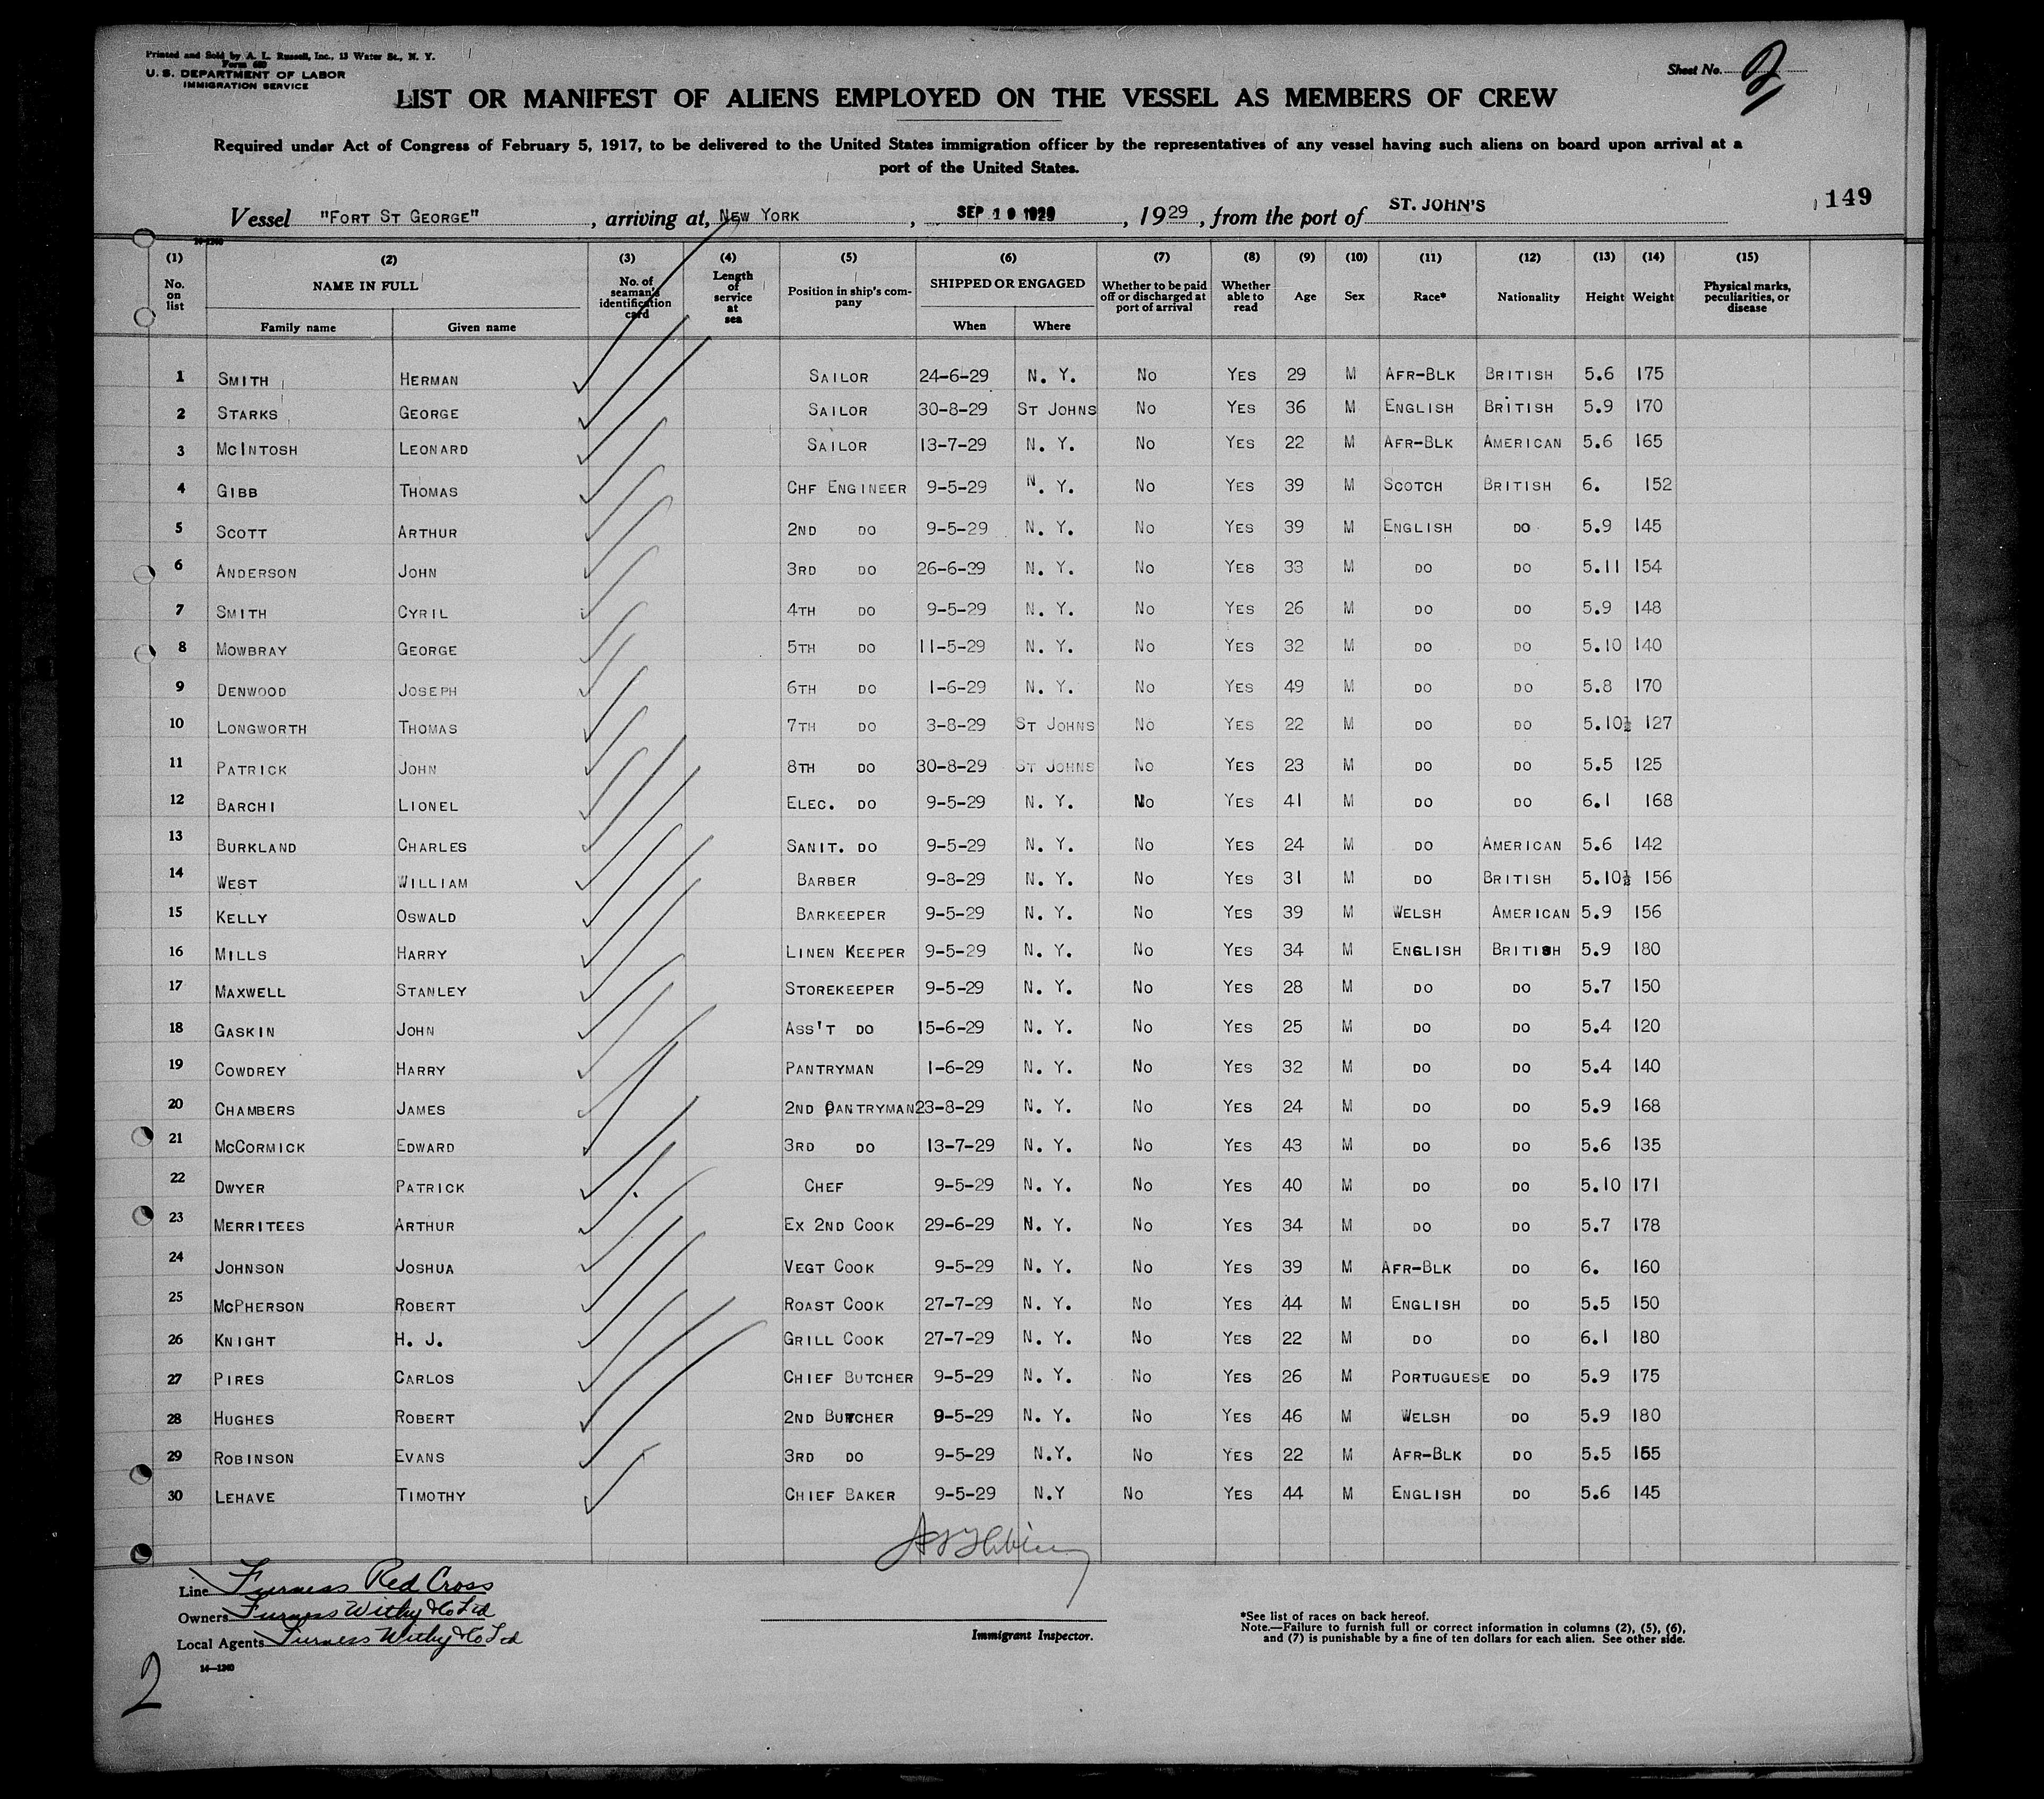 Printed and Sold by A. L. Russell, Inc., 13 Water St., N. Y.
Form 689
U. S. DEPARTMENT OF LABOR
IMMIGRATION SERVICE
Sheet No. 2
LIST OR MANIFEST OF ALIENS EMPLOYED ON THE VESSEL AS MEMBERS OF CREW
Required under Act of Congress of February 5, 1917, to be delivered to the United States immigration officer by the representatives of any vessel having such aliens on board upon arrival at a
port of the United States.
149
Vessel "FORT ST GEORGE", arriving at, NEW YORK, SEP 10 1929, 1929, from the port of ST. JOHN'S
14-1240
(1) (2) (3) (4) (5) (6) (7) (8) (9) (10) (11) (12) (13) (14) (15)
No. on list NAME IN FULL Family name Given name No. of seaman's identification card Length of service at sea Position in ship's company SHIPPED OR ENGAGED When Where Whether to be paid off or discharged at port of arrival Whether able to read Age Sex Race* Nationality Height Weight Physical marks, peculiarities, or disease
1 SMITH HERMAN SAILOR 24-6-29 N. Y. No YES 29 M AFR-BLK BRITISH 5.6 175
2 STARKS GEORGE SAILOR 30-8-29 ST JOHNS No YES 36 M ENGLISH BRITISH 5.9 170
3 McINTOSH LEONARD SAILOR 13-7-29 N. Y. No YES 22 M AFR-BLK AMERICAN 5.6 165
4 GIBB THOMAS CHF ENGINEER 9-5-29 N. Y. No YES 39 M SCOTCH BRITISH 6. 152
5 SCOTT ARTHUR 2ND DO 9-5-29 N. Y. No YES 39 M ENGLISH DO 5.9 145
6 ANDERSON JOHN 3RD DO 26-6-29 N. Y. No YES 33 M DO DO 5.11 154
7 SMITH CYRIL 4TH DO 9-5-29 N. Y. No YES 26 M DO DO 5.9 148
8 MOWBRAY GEORGE 5TH DO 11-5-29 N. Y. No YES 32 M DO DO 5.10 140
9 DENWOOD JOSEPH 6TH DO 1-6-29 N. Y. No YES 49 M DO DO 5.8 170
10 LONGWORTH THOMAS 7TH DO 3-8-29 ST JOHNS No YES 22 M DO DO 5.10½ 127
11 PATRICK JOHN 8TH DO 30-8-29 ST JOHNS No YES 23 M DO DO 5.5 125
12 BARCHI LIONEL ELEC. DO 9-5-29 N. Y. No YES 41 M DO DO 6.1 168
13 BURKLAND CHARLES SANIT. DO 9-5-29 N. Y. No YES 24 M DO AMERICAN 5.6 142
14 WEST WILLIAM BARBER 9-8-29 N. Y. No YES 31 M DO BRITISH 5.10½ 156
15 KELLY OSWALD BARKEEPER 9-5-29 N. Y. No YES 39 M WELSH AMERICAN 5.9 156
16 MILLS HARRY LINEN KEEPER 9-5-29 N. Y. No YES 34 M ENGLISH BRITISH 5.9 180
17 MAXWELL STANLEY STOREKEEPER 9-5-29 N. Y. No YES 28 M DO DO 5.7 150
18 GASKIN JOHN ASS'T DO 15-6-29 N. Y. No YES 25 M DO DO 5.4 120
19 COWDREY HARRY PANTRYMAN 1-6-29 N. Y. No YES 32 M DO DO 5.4 140
20 CHAMBERS JAMES 2ND PANTRYMAN 23-8-29 N. Y. No YES 24 M DO DO 5.9 168
21 McCORMICK EDWARD 3RD DO 13-7-29 N. Y. No YES 43 M DO DO 5.6 135
22 DWYER PATRICK CHEF 9-5-29 N. Y. No YES 40 M DO DO 5.10 171
23 MERRITEES ARTHUR EX 2ND COOK 29-6-29 N. Y. No YES 34 M DO DO 5.7 178
24 JOHNSON JOSHUA VEGT COOK 9-5-29 N. Y. No YES 39 M AFR-BLK DO 6. 160
25 McPHERSON ROBERT ROAST COOK 27-7-29 N. Y. No YES 44 M ENGLISH DO 5.5 150
26 KNIGHT H. J. GRILL COOK 27-7-29 N. Y. No YES 22 M DO DO 6.1 180
27 PIRES CARLOS CHIEF BUTCHER 9-5-29 N. Y. No YES 26 M PORTUGUESE DO 5.9 175
28 HUGHES ROBERT 2ND BUTCHER 9-5-29 N. Y. No YES 46 M WELSH DO 5.9 180
29 ROBINSON EVANS 3RD DO 9-5-29 N.Y. No YES 22 M AFR-BLK DO 5.5 165
30 LEHAVE TIMOTHY CHIEF BAKER 9-5-29 N.Y No YES 44 M ENGLISH DO 5.6 145
Line Furness Red Cross
Owners Furness Withy & Co Ltd
Local Agents Furness Withy & Co Ltd
14-1240
Immigrant Inspector.
*See list of races on back hereof.
Note.—Failure to furnish full or correct information in columns (2), (5), (6),
and (7) is punishable by a fine of ten dollars for each alien. See other side.
2